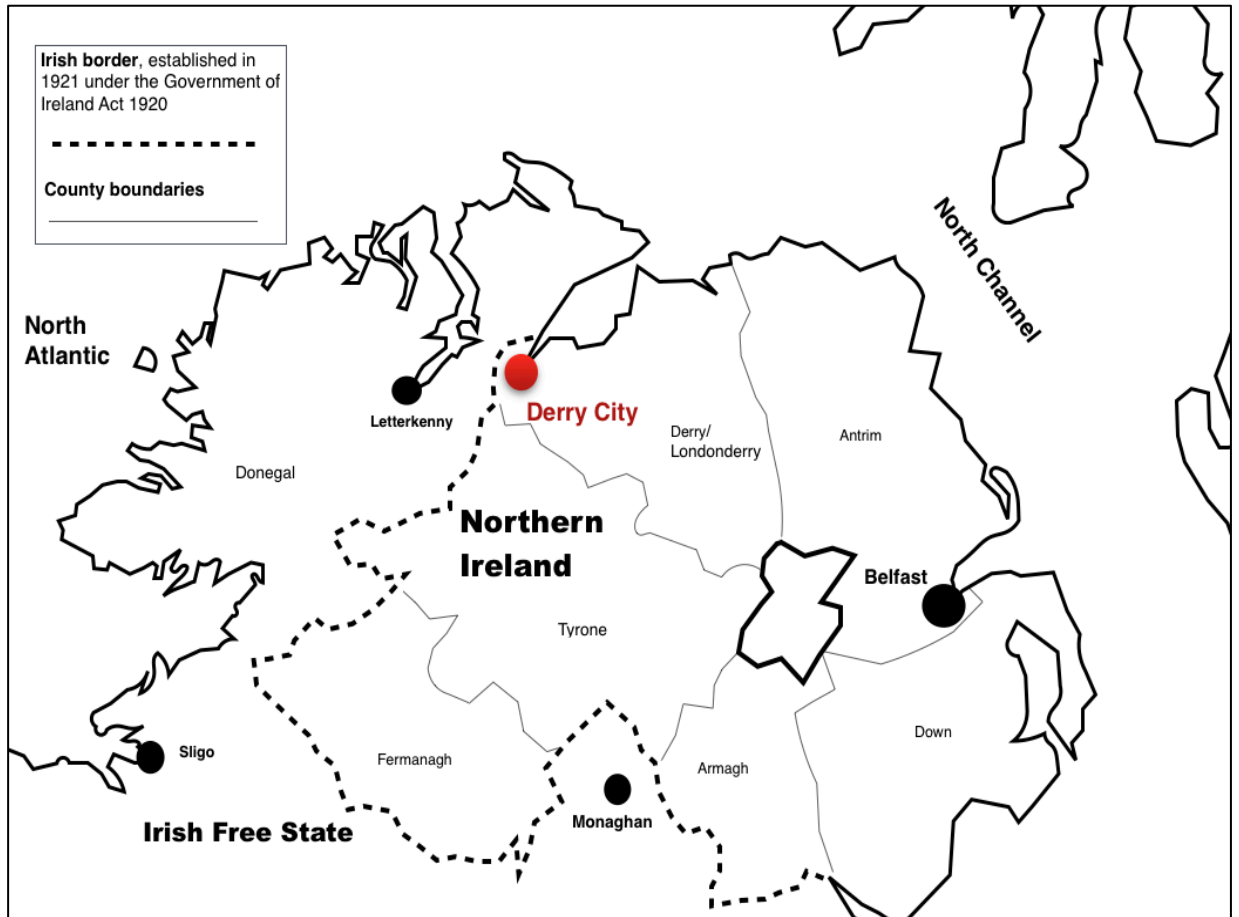 Irish border, established in
1921 under the Government of
Ireland Act 1920
County boundaries
North Channel
North
Atlantic
Letterkenny
Derry City
Derry/
Londonderry
Antrim
Donegal
Northern
Ireland
Belfast
Tyrone
Sligo
Fermanagh
Armagh
Down
Monaghan
Irish Free State